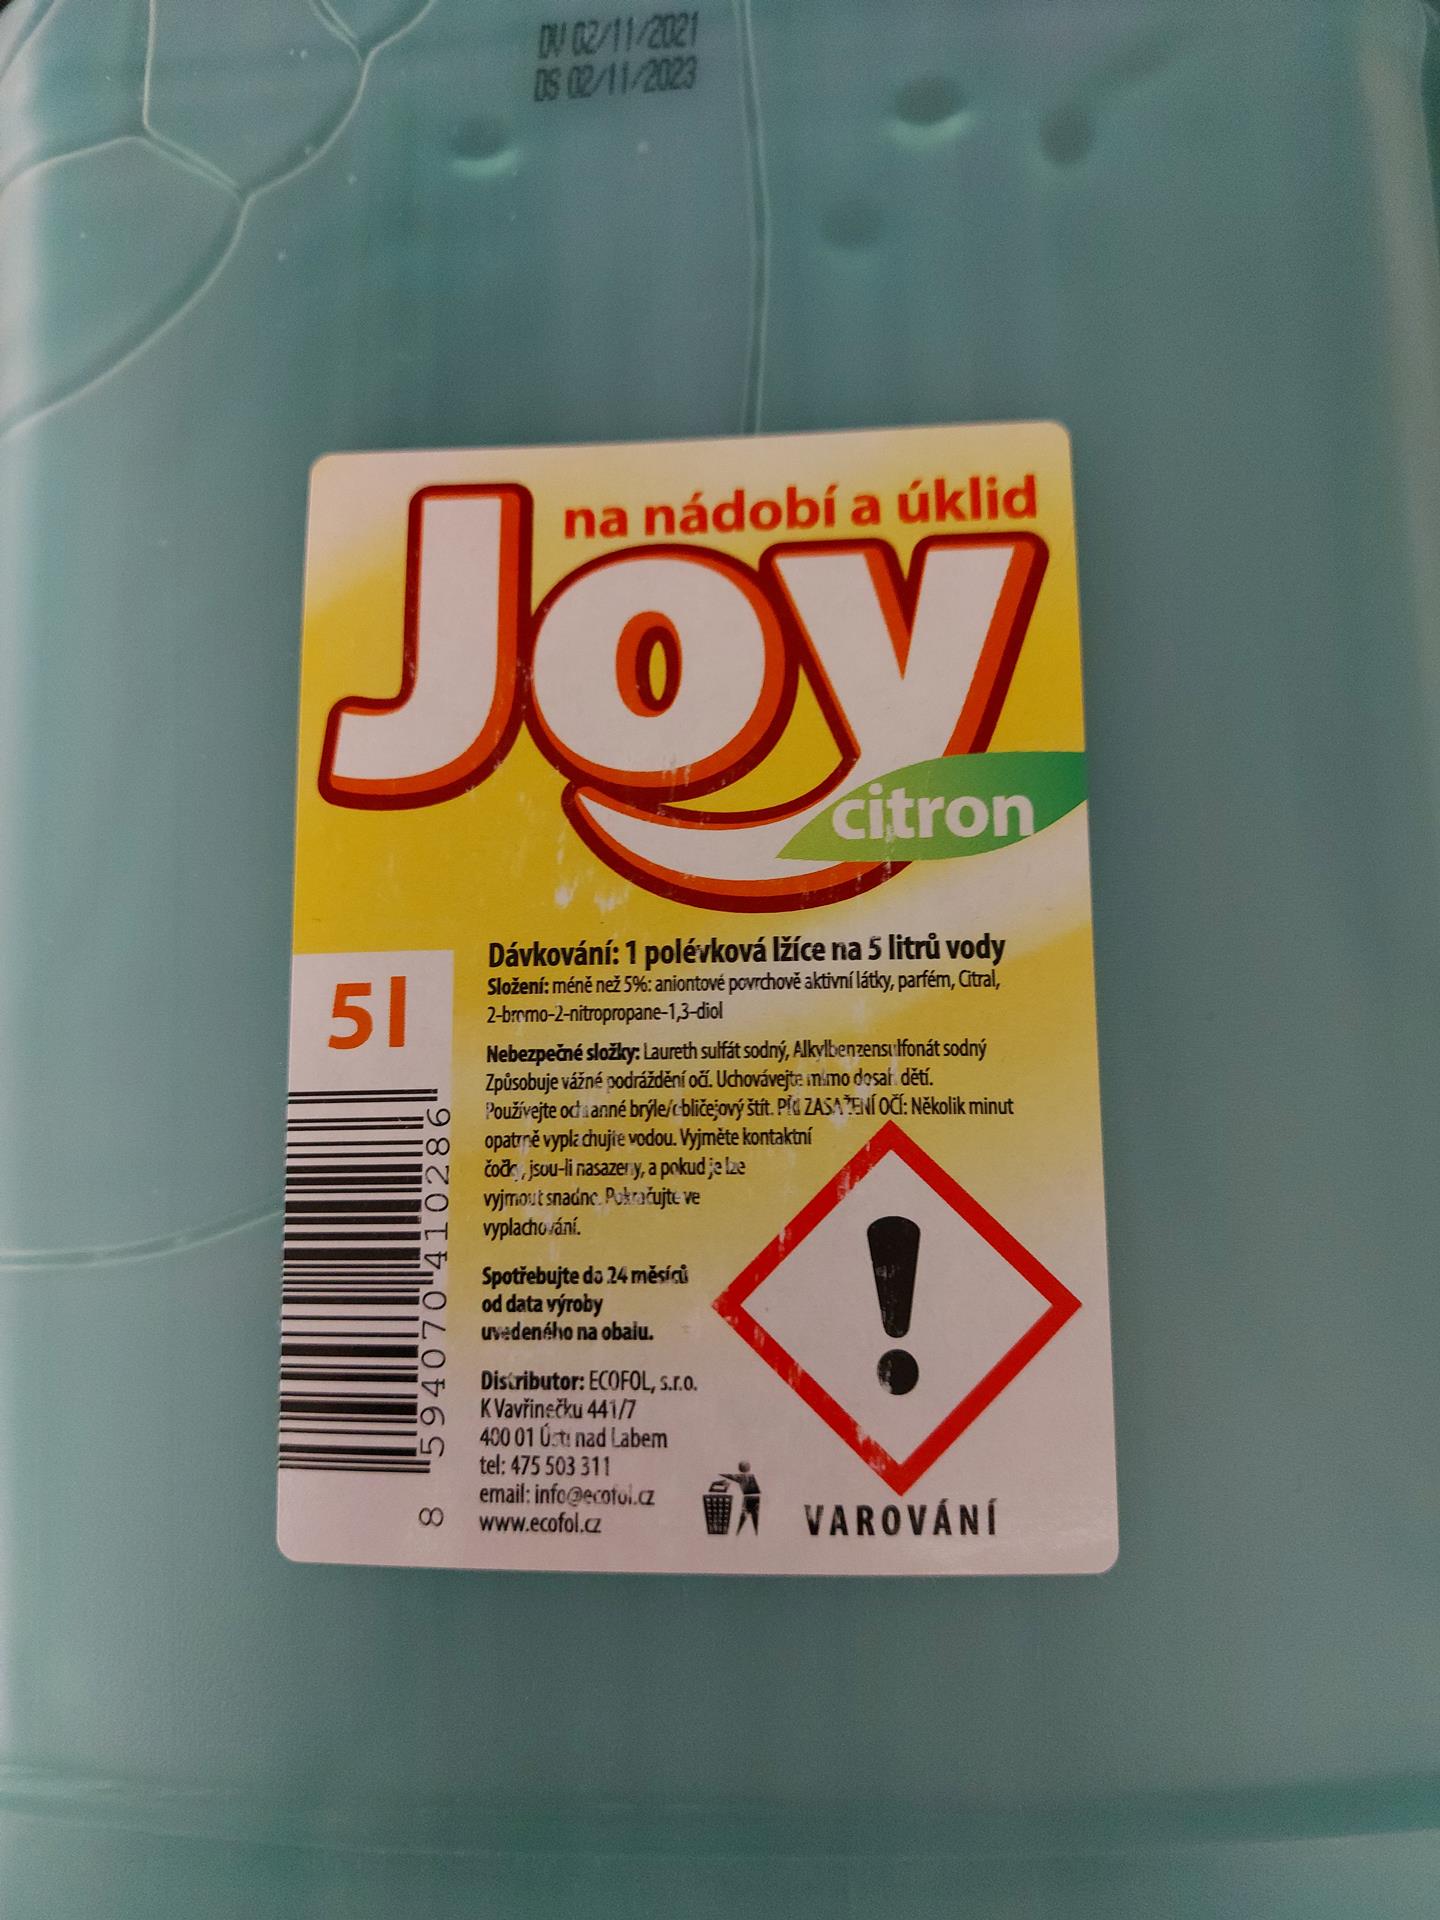 DV 02/11/2021
DS 02/11/2023
na nádobí a úklid
Joy
citron
5l
Dávkování: 1 polévková lžíce na 5 litrů vody
Složení: méně než 5%: aniontové povrchově aktivní látky, parfém, Citral,
2-bromo-2-nitropropane-1,3-diol
Nebezpečné složky: Laureth sulfát sodný, Alkylbenzensulfonát sodný
Způsobuje vážné podráždění očí. Uchovávejte mimo dosah dětí.
Používejte ochranné brýle/obličejový štít. PŘI ZASAŽENÍ OČÍ: Několik minut
opatrně vyplachujte vodou. Vyjměte kontaktní
čočky, jsou-li nasazeny, a pokud je lze
vyjmout snadno. Pokračujte ve
vyplachování.
Spotřebujte do 24 měsíců
od data výroby
uvedeného na obalu.
Distributor: ECOFOL, s.r.o.
K Vavřinečku 441/7
400 01 Ústí nad Labem
tel: 475 503 311
email: info@ecofol.cz
www.ecofol.cz
VAROVÁNÍ
8 594070 410286